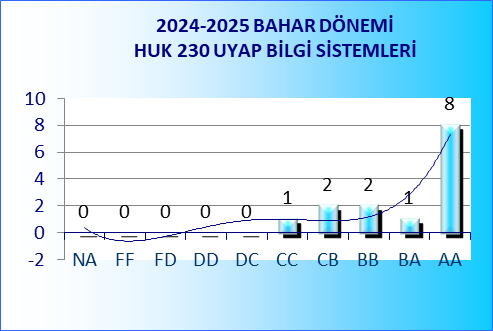 2024-2025 BAHAR DÖNEMİ
HUK 230 UYAP BİLGİ SİSTEMLERİ
10
8
6
4
2
0
-2
0 0 0 0 0 1 2 2 1 8
NA FF FD DD DC CC CB BB BA AA